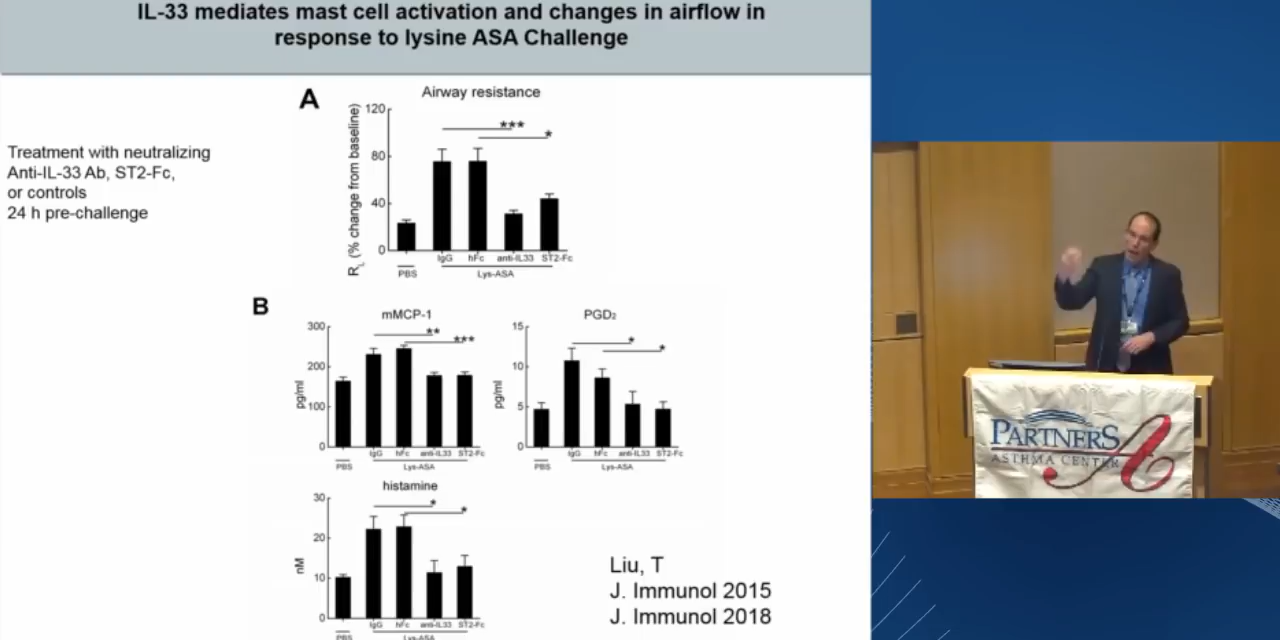 IL-33 mediates mast cell activation and changes in airflow in
response to lysine ASA Challenge
Treatment with neutralizing
Anti-IL-33 Ab, ST2-Fc,
or controls
24 h pre-challenge
A
Airway resistance
R L (% change from baseline)
120
80
40
0
***
*
IgG hFc anti-IL33 ST2-Fc
PBS Lys-ASA
B
mMCP-1
pg/ml
300
200
100
0
**
***
IgG hFc anti-IL33 ST2-Fc
PBS Lys-ASA
PGD₂
pg/ml
15
10
5
0
*
*
IgG hFc anti-IL33 ST2-Fc
PBS Lys-ASA
histamine
nM
30
20
10
0
*
*
IgG hFc anti-IL33 ST2-Fc
PBS Lys-ASA
Liu, T
J. Immunol 2015
J. Immunol 2018
PARTNERS
ASTHMA CENTER
A